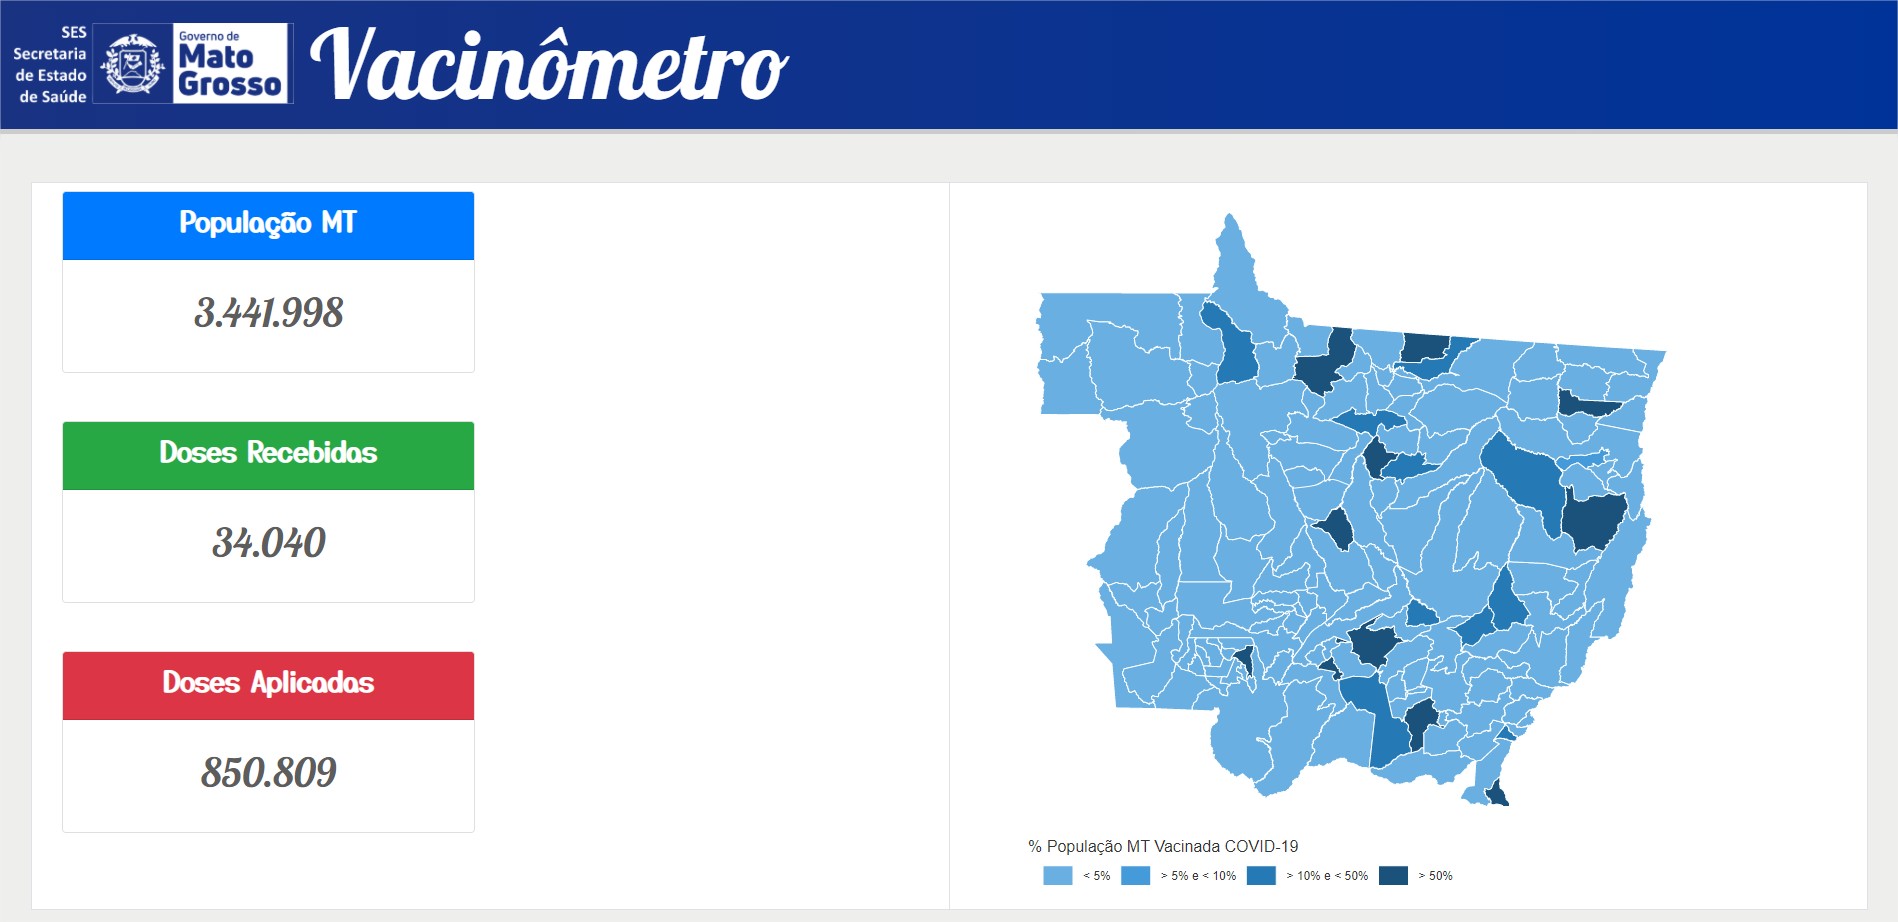 SES
Secretaria
de Estado
de Saúde
Governo de
Mato
Grosso
Vacinômetro
População MT
3.441.998
Doses Recebidas
34.040
Doses Aplicadas
850.809
% População MT Vacinada COVID-19
< 5% > 5% e < 10% > 10% e < 50% > 50%